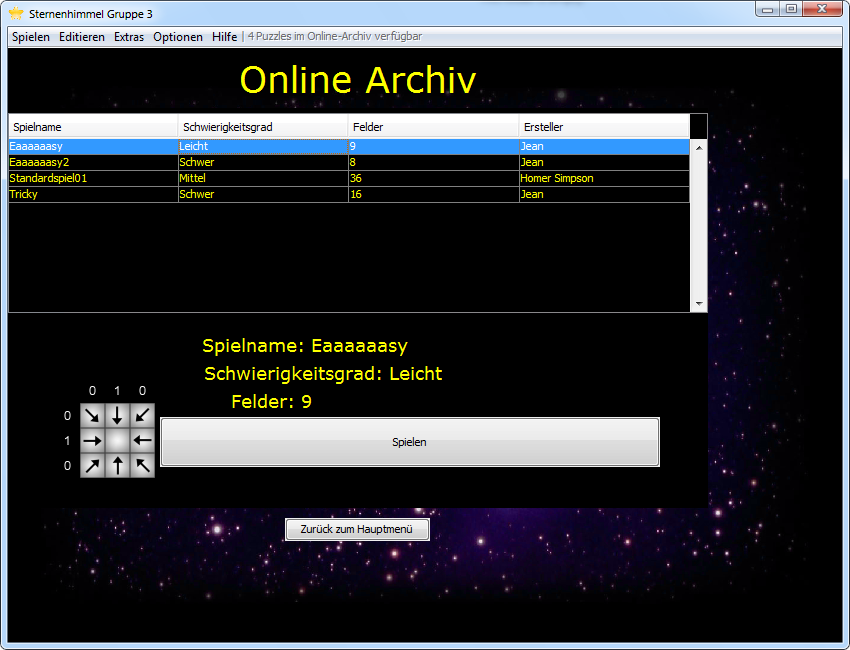 Sternenhimmel Gruppe 3
Spielen Editieren Extras Optionen Hilfe | 4 Puzzles im Online-Archiv verfügbar
Online Archiv
Spielname Schwierigkeitsgrad Felder Ersteller
Eaaaaaasy Leicht 9 Jean
Eaaaaaasy2 Schwer 8 Jean
Standardspiel01 Mittel 36 Homer Simpson
Tricky Schwer 16 Jean
Spielname: Eaaaaaasy
Schwierigkeitsgrad: Leicht
Felder: 9
0 1 0
0
1
0
Spielen
Zurück zum Hauptmenü